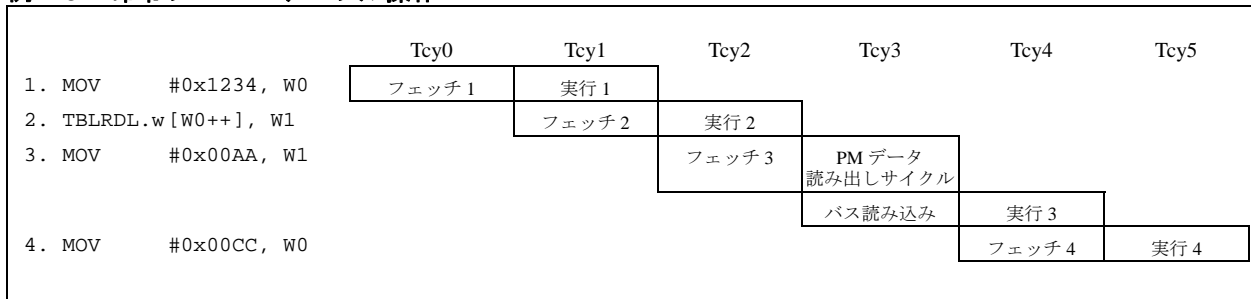 Tcy0 Tcy1 Tcy2 Tcy3 Tcy4 Tcy5
1. MOV #0x1234, W0 フェッチ 1 実行 1
2. TBLRDL.w[W0++], W1 フェッチ 2 実行 2
3. MOV #0x00AA, W1 フェッチ 3 PM データ
読み出しサイクル
バス読み込み 実行 3
4. MOV #0x00CC, W0 フェッチ 4 実行 4